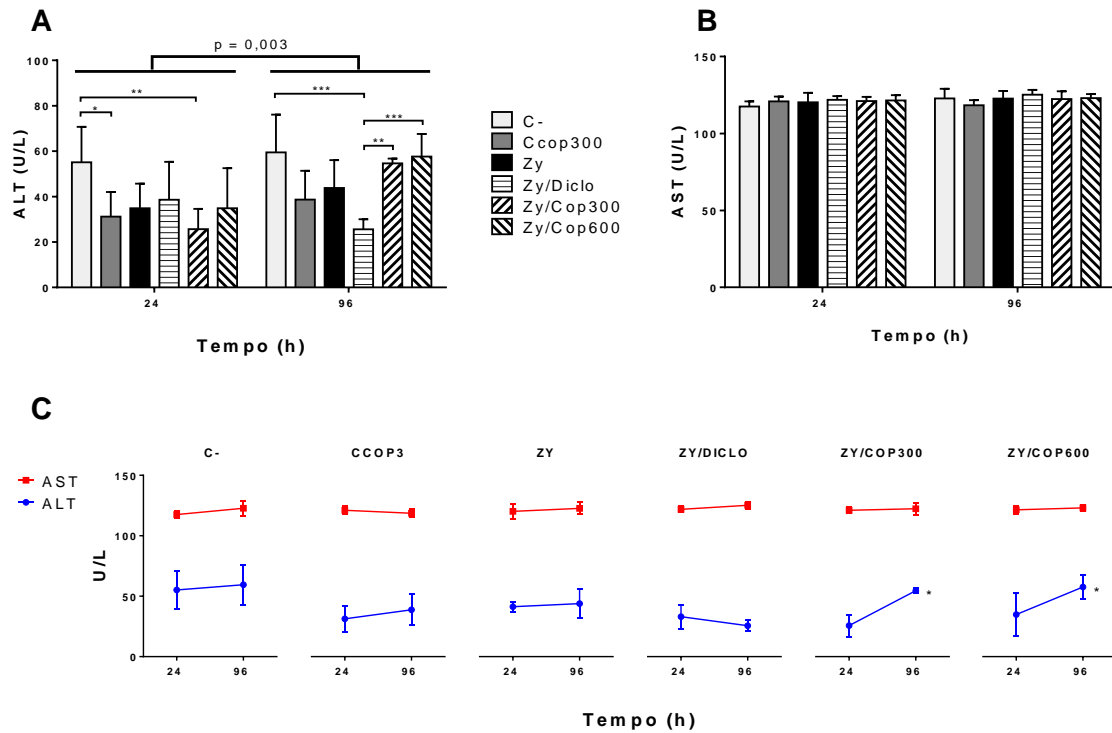 A
p = 0,003
ALT (U/L)
100
80
60
40
20
0
*
**
***
***
**
24
96
Tempo (h)
C-
Ccop300
Zy
Zy/Diclo
Zy/Cop300
Zy/Cop600
B
AST (U/L)
150
100
50
0
24
96
Tempo (h)
C
AST
ALT
U/L
150
100
50
0
C-
CCOP3
ZY
ZY/DICLO
ZY/COP300
ZY/COP600
*
*
24 96 24 96 24 96 24 96 24 96 24 96
Tempo (h)